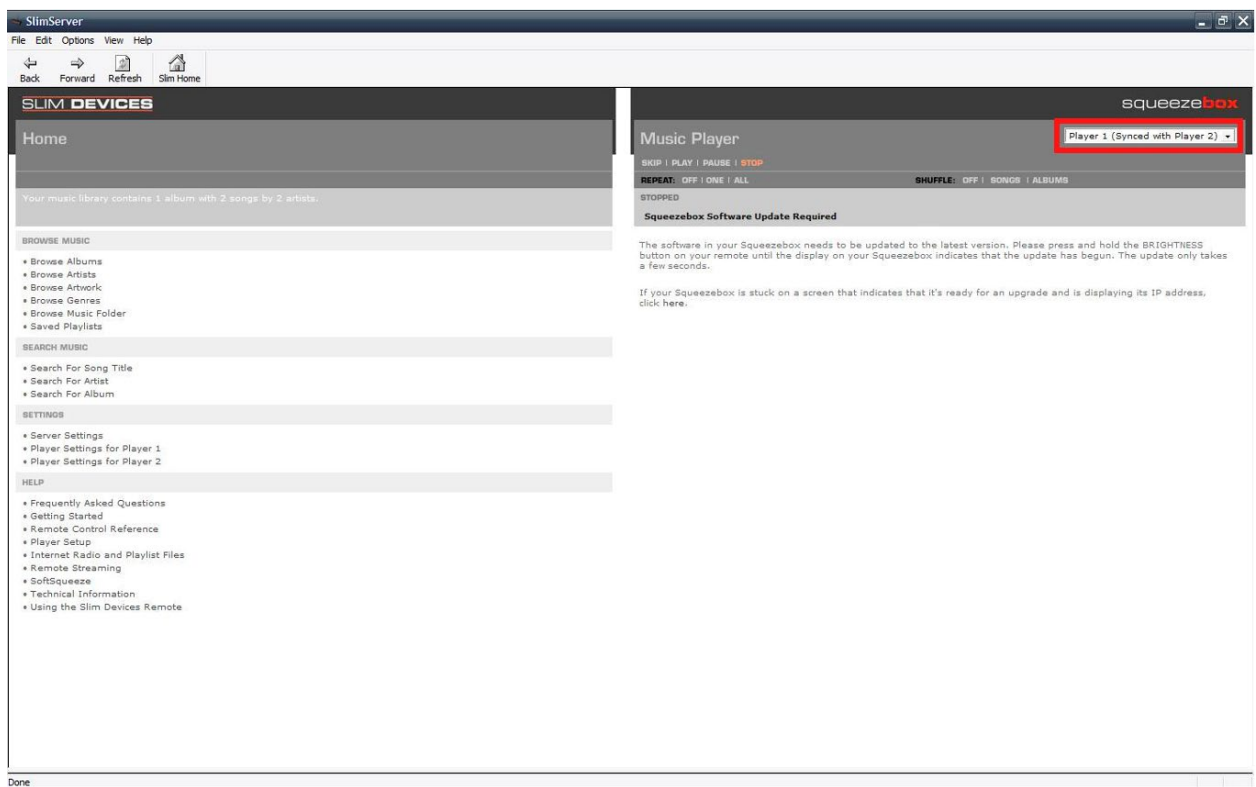 SlimServer
File Edit Options View Help
Back Forward Refresh Slim Home
SLIM DEVICES
Home
Your music library contains 1 album with 2 songs by 2 artists.
BROWSE MUSIC
Browse Albums
Browse Artists
Browse Artwork
Browse Genres
Browse Music Folder
Saved Playlists
SEARCH MUSIC
Search For Song Title
Search For Artist
Search For Album
SETTINGS
Server Settings
Player Settings for Player 1
Player Settings for Player 2
HELP
Frequently Asked Questions
Getting Started
Remote Control Reference
Player Setup
Internet Radio and Playlist Files
Remote Streaming
SoftSqueeze
Technical Information
Using the Slim Devices Remote
squeezebox
Music Player
Player 1 (Synced with Player 2)
SKIP | PLAY | PAUSE | STOP
REPEAT: OFF | ONE | ALL SHUFFLE: OFF | SONGS | ALBUMS
STOPPED
Squeezebox Software Update Required
The software in your Squeezebox needs to be updated to the latest version. Please press and hold the BRIGHTNESS
button on your remote until the display on your Squeezebox indicates that the update has begun. The update only takes
a few seconds.
If your Squeezebox is stuck on a screen that indicates that it's ready for an upgrade and is displaying its IP address,
click here.
Done